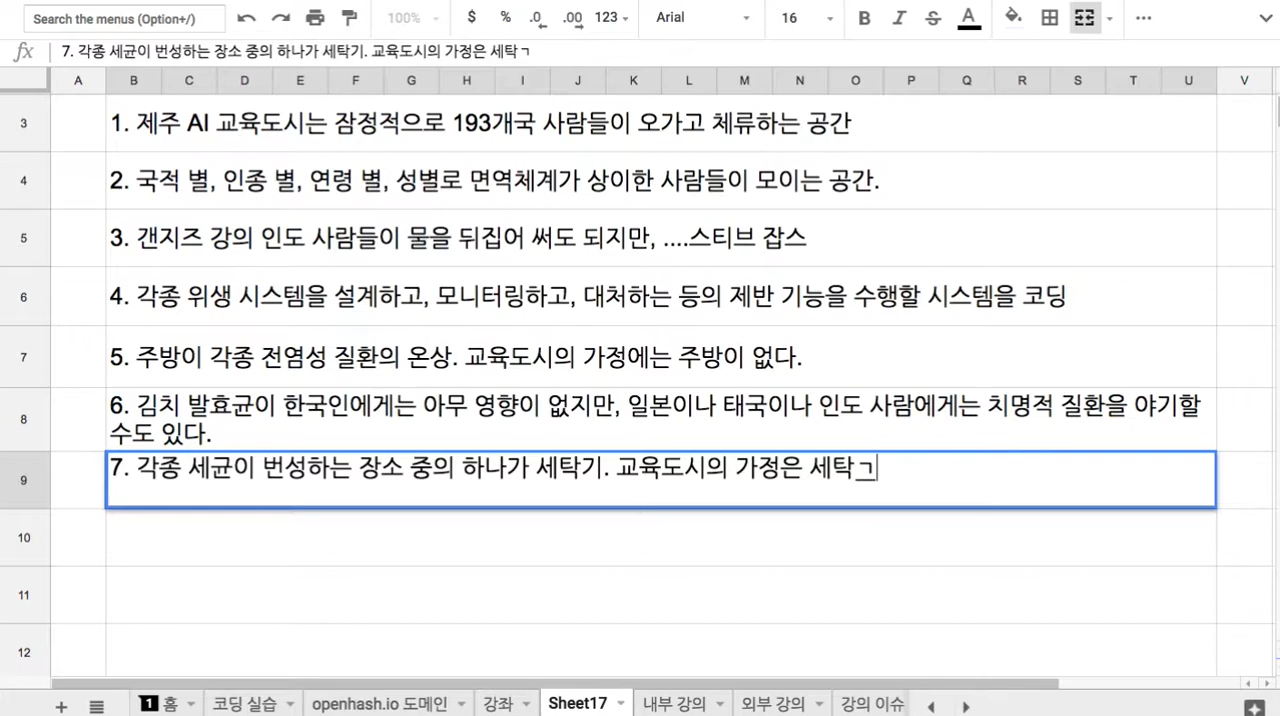 Search the menus (Option+/)
100%
$ % .0 .00 123
Arial
16
B I S A
fx 7. 각종 세균이 번성하는 장소 중의 하나가 세탁기. 교육도시의 가정은 세탁ㄱ
A B C D E F G H I J K L M N O P Q R S T U V
3 1. 제주 AI 교육도시는 잠정적으로 193개국 사람들이 오가고 체류하는 공간
4 2. 국적 별, 인종 별, 연령 별, 성별로 면역체계가 상이한 사람들이 모이는 공간.
5 3. 갠지즈 강의 인도 사람들이 물을 뒤집어 써도 되지만, ....스티브 잡스
6 4. 각종 위생 시스템을 설계하고, 모니터링하고, 대처하는 등의 제반 기능을 수행할 시스템을 코딩
7 5. 주방이 각종 전염성 질환의 온상. 교육도시의 가정에는 주방이 없다.
8 6. 김치 발효균이 한국인에게는 아무 영향이 없지만, 일본이나 태국이나 인도 사람에게는 치명적 질환을 야기할
수도 있다.
9 7. 각종 세균이 번성하는 장소 중의 하나가 세탁기. 교육도시의 가정은 세탁ㄱ
10
11
12
1 홈 코딩 실습 openhash.io 도메인 강좌 Sheet17 내부 강의 외부 강의 강의 이슈